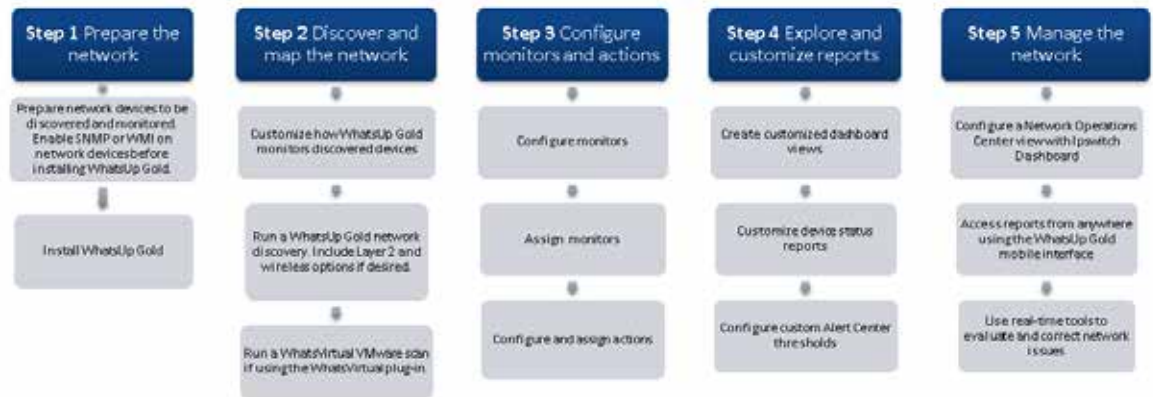 Step 1 Prepare the
network
Prepare network devices to be
discovered and monitored.
Enable SNMP or WMI on
network devices before
installing WhatsUp Gold.
Install WhatsUp Gold
Step 2 Discover and
map the network
Customize how WhatsUp Gold
monitors discovered devices
Run a WhatsUp Gold network
discovery. Include Layer 2 and
wireless options if desired.
Run a WhatsVirtual VMware scan
if using the WhatsVirtual plug-in.
Step 3 Configure
monitors and actions
Configure monitors
Assign monitors
Configure and assign actions
Step 4 Explore and
customize reports
Create customized dashboard
views
Customize device status
reports
Configure custom Alert Center
thresholds
Step 5 Manage the
network
Configure a Network Operations
Center view with Ipswitch
Dashboard
Access reports from anywhere
using the WhatsUp Gold
mobile interface
Use real-time tools to
evaluate and correct network
issues